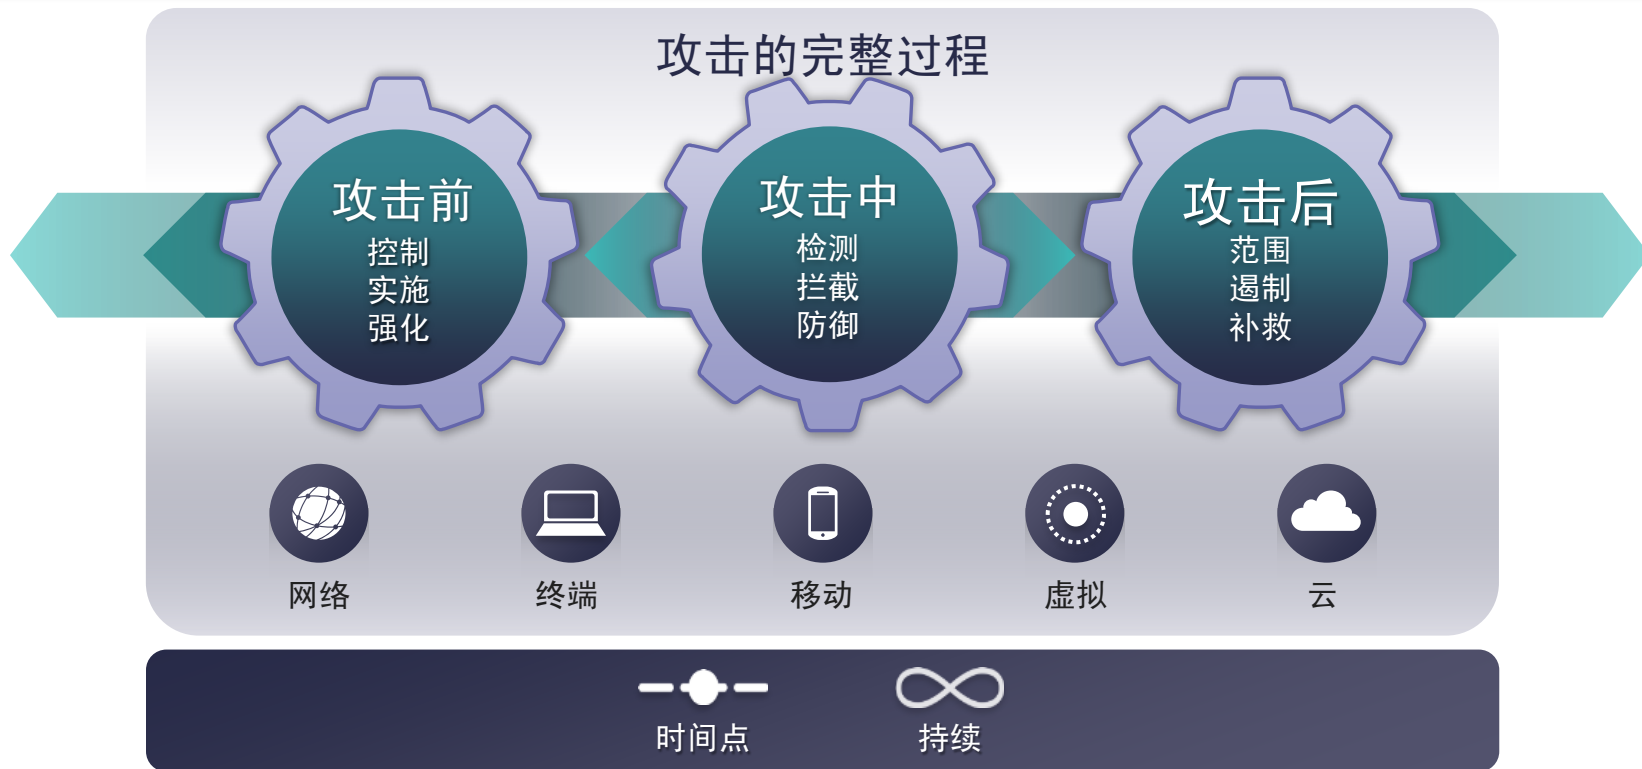 攻击的完整过程
攻击前
控制
实施
强化
攻击中
检测
拦截
防御
攻击后
范围
遏制
补救
网络
终端
移动
虚拟
云
时间点
持续